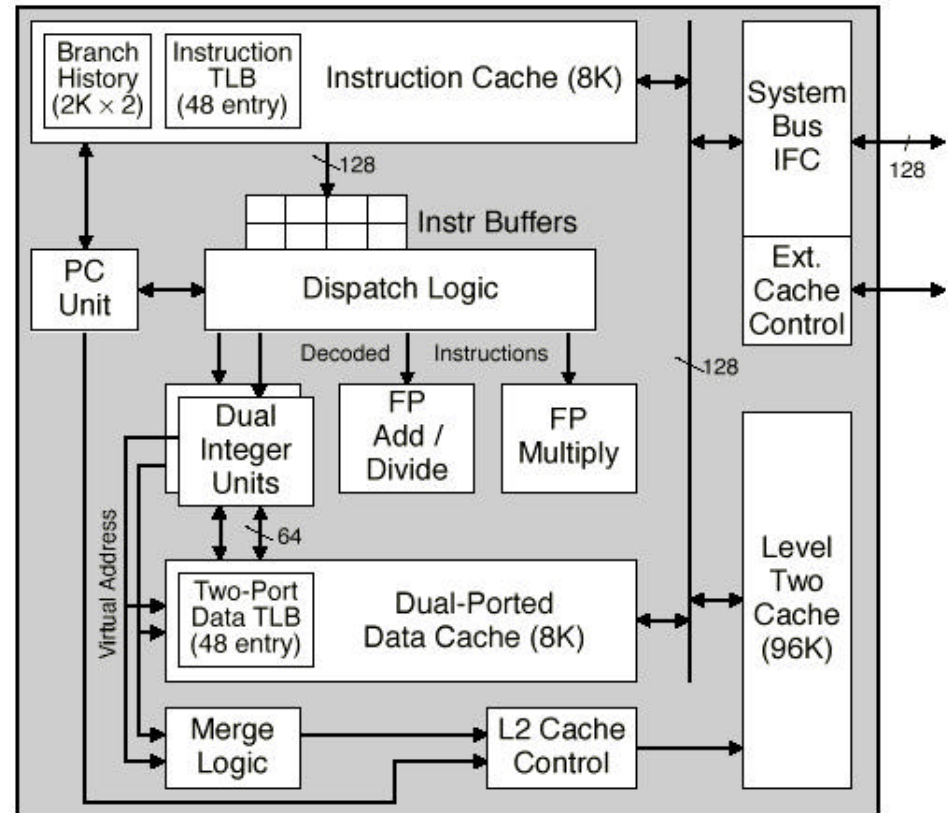 Branch
History
(2K × 2)
Instruction
TLB
(48 entry)
Instruction Cache (8K)
System
Bus
IFC
128
128
Instr Buffers
PC
Unit
Dispatch Logic
Ext.
Cache
Control
Decoded Instructions
128
Dual
Integer
Units
FP
Add /
Divide
FP
Multiply
64
Virtual Address
Two-Port
Data TLB
(48 entry)
Dual-Ported
Data Cache (8K)
Level
Two
Cache
(96K)
Merge
Logic
L2 Cache
Control